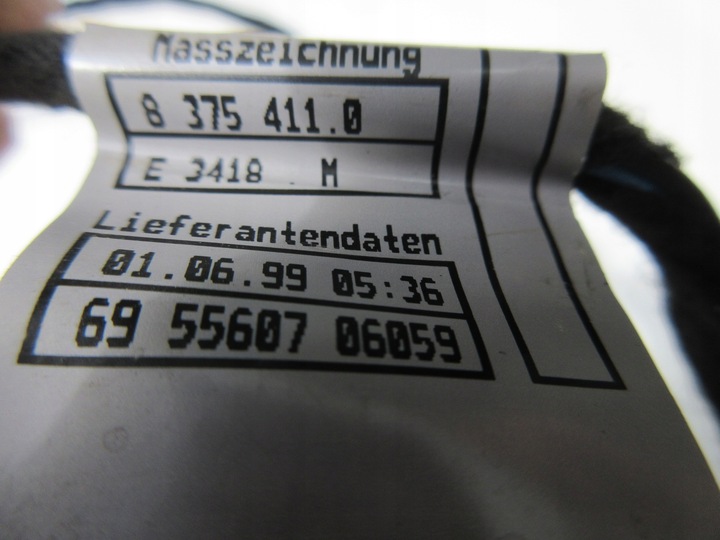 Masszeichnung
8 375 411.0
E 3418 M
Lieferantendaten
01.06.99 05:36
69 55607 06059